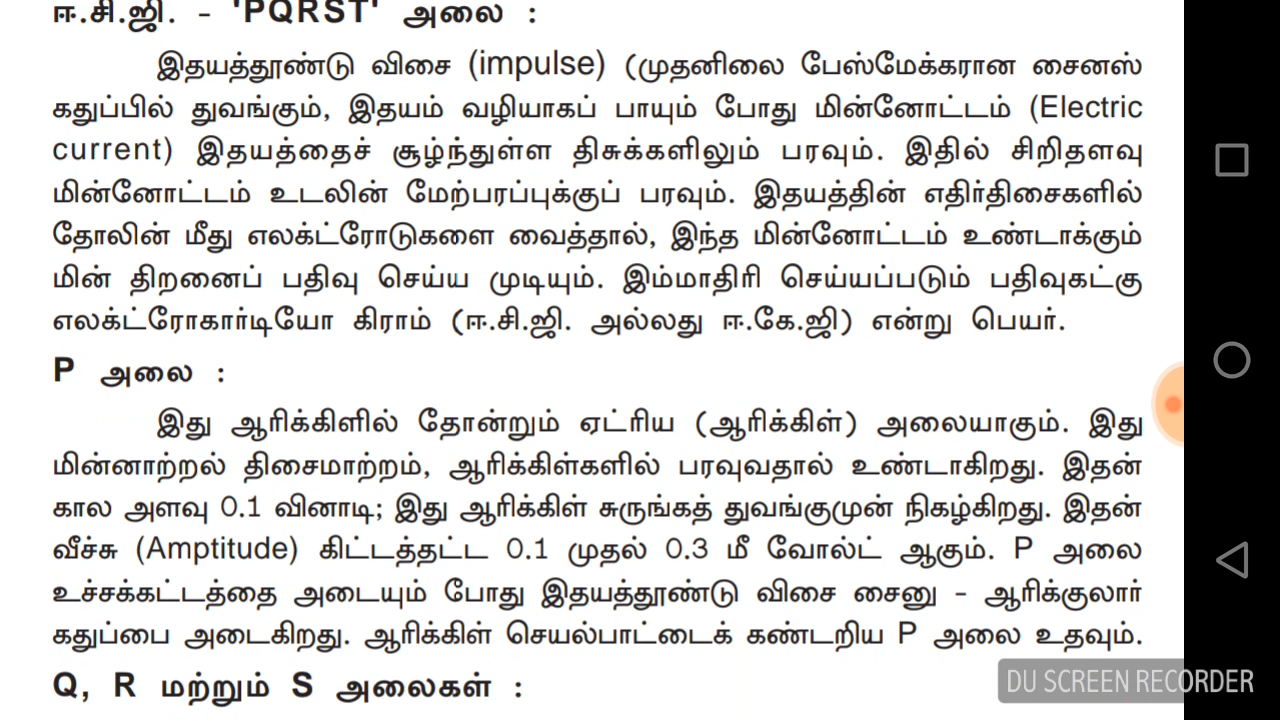 ஈ.சி.ஜி. - 'PQRST' அலை :
இதயத்தூண்டு விசை (impulse) (முதனிலை பேஸ்மேக்கரான சைனஸ்
கதுப்பில் துவங்கும், இதயம் வழியாகப் பாயும் போது மின்னோட்டம் (Electric
current) இதயத்தைச் சூழ்ந்துள்ள திசுக்களிலும் பரவும். இதில் சிறிதளவு
மின்னோட்டம் உடலின் மேற்பரப்புக்குப் பரவும். இதயத்தின் எதிர்திசைகளில்
தோலின் மீது எலக்ட்ரோடுகளை வைத்தால், இந்த மின்னோட்டம் உண்டாக்கும்
மின் திறனைப் பதிவு செய்ய முடியும். இம்மாதிரி செய்யப்படும் பதிவுகட்கு
எலக்ட்ரோகார்டியோ கிராம் (ஈ.சி.ஜி. அல்லது ஈ.கே.ஜி) என்று பெயர்.
P அலை :
இது ஆரிக்கிளில் தோன்றும் ஏட்ரிய (ஆரிக்கிள்) அலையாகும். இது
மின்னாற்றல் திசைமாற்றம், ஆரிக்கிள்களில் பரவுவதால் உண்டாகிறது. இதன்
கால அளவு 0.1 வினாடி; இது ஆரிக்கிள் சுருங்கத் துவங்குமுன் நிகழ்கிறது. இதன்
வீச்சு (Amptitude) கிட்டத்தட்ட 0.1 முதல் 0.3 மீ வோல்ட் ஆகும். P அலை
உச்சக்கட்டத்தை அடையும் போது இதயத்தூண்டு விசை சைனு - ஆரிக்குலார்
கதுப்பை அடைகிறது. ஆரிக்கிள் செயல்பாட்டைக் கண்டறிய P அலை உதவும்.
Q, R மற்றும் S அலைகள் :
DU SCREEN RECORDER